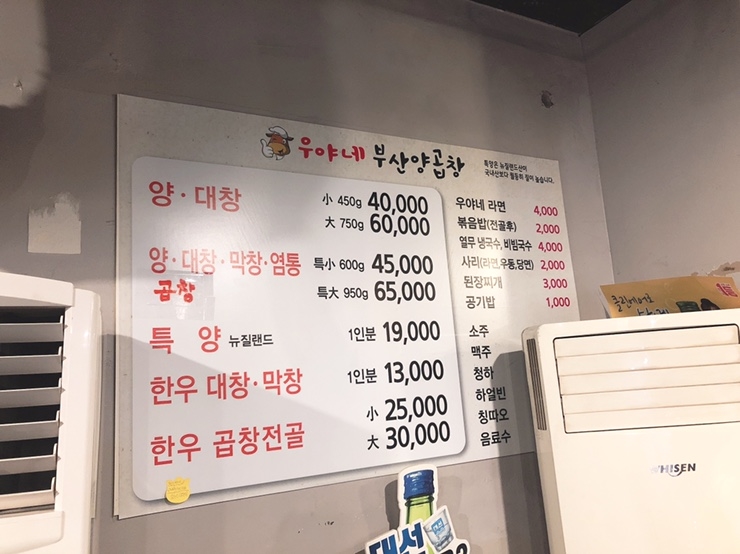 우야네 부산양곱창
특양은 뉴질랜드산이
국내산보다 월등히 질이 높습니다.
양·대창 小 450g 40,000
大 750g 60,000
양·대창·막창·염통 특小 600g 45,000
곱창 특大 950g 65,000
특 양 뉴질랜드 1인분 19,000
한우 대창·막창 1인분 13,000
한우 곱창전골 小 25,000
大 30,000
우야네 라면 4,000
볶음밥(전골후) 2,000
열무 냉국수, 비빔국수 4,000
사리(라면,우동,당면) 2,000
된장찌개 3,000
공기밥 1,000
소주
맥주
청하
하얼빈
칭따오
음료수
클린에어로
WHISEN
대선